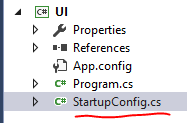 C# UI
Properties
References
App.config
C# Program.cs
C# StartupConfig.cs